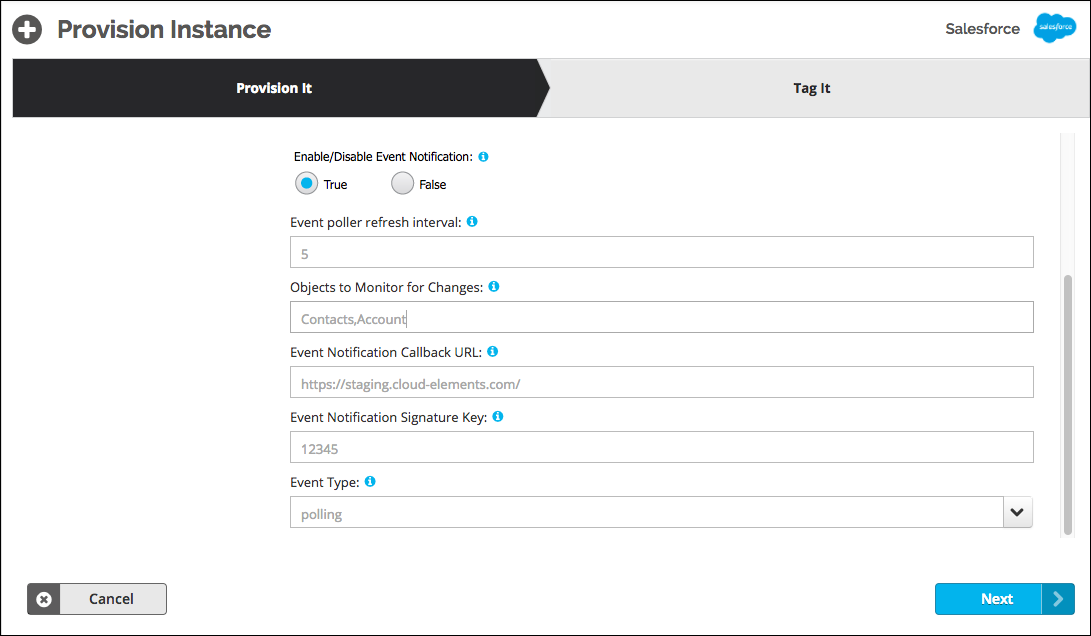 Provision Instance
Salesforce
salesforce
Provision It
Tag It
Enable/Disable Event Notification:
True
False
Event poller refresh interval:
5
Objects to Monitor for Changes:
Contacts,Account
Event Notification Callback URL:
https://staging.cloud-elements.com/
Event Notification Signature Key:
12345
Event Type:
polling
Cancel
Next